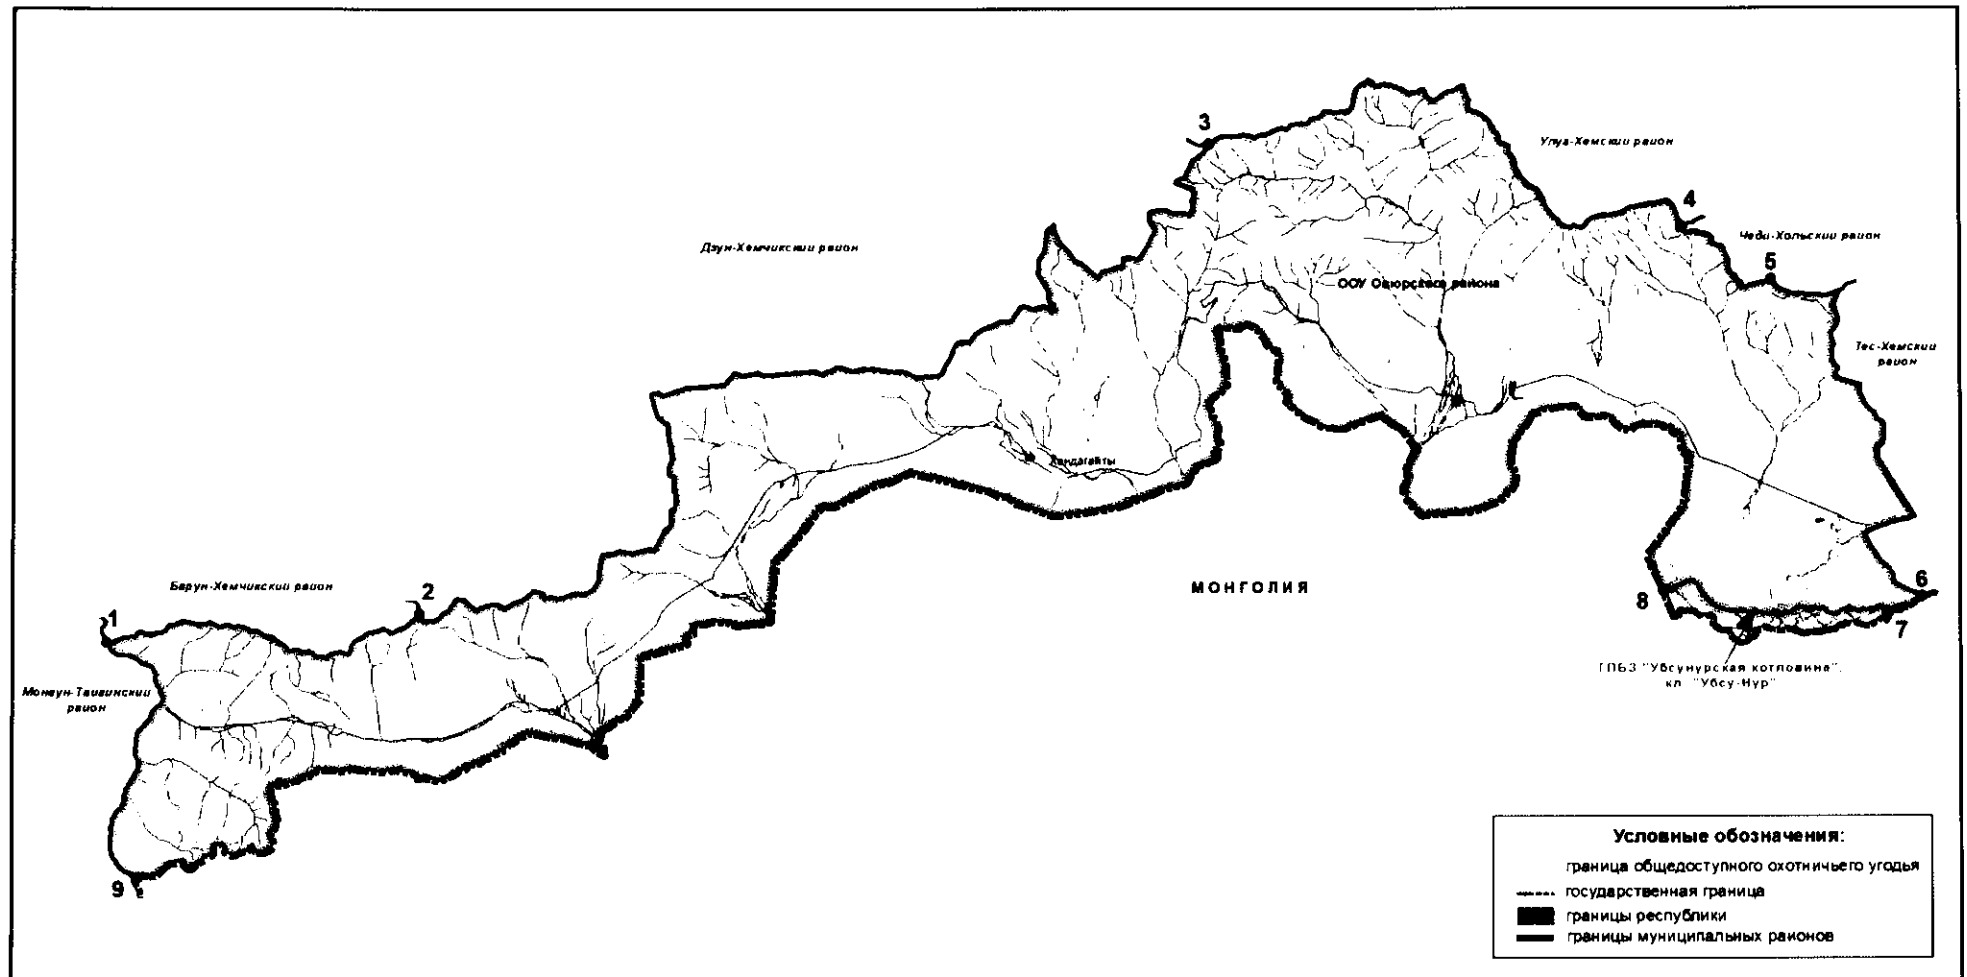 3
Улуг-Хемский район
4
Чеди-Хольский район
Дзун-Хемчикский район
5
ООУ Овюрского района
Тес-Хемский
район
Хандагайты
МОНГОЛИЯ
Барун-Хемчикский район
2
6
8
1
7
ГПБЗ "Убсунурская котловина",
кл. "Убсу-Нур"
Монгун-Тайгинский
район
9
Условные обозначения:
граница общедоступного охотничьего угодья
государственная граница
границы республики
границы муниципальных районов